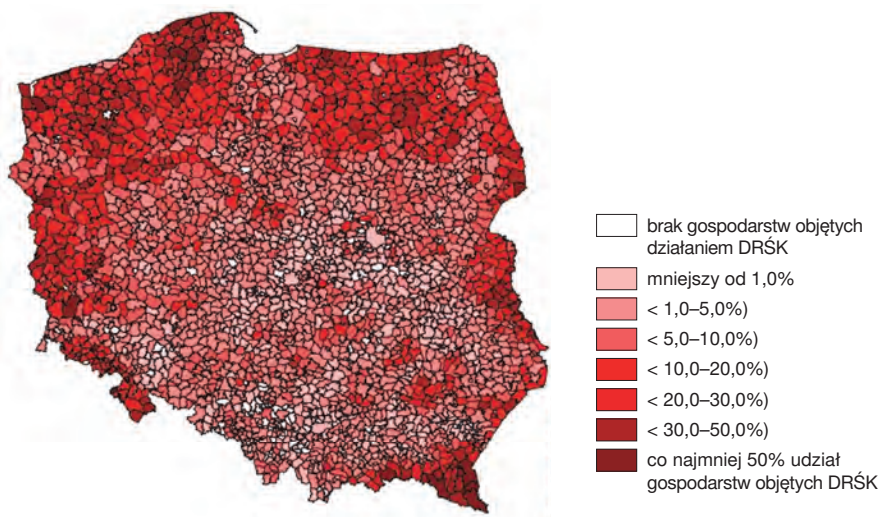 brak gospodarstw objętych
działaniem DRŚK
mniejszy od 1,0%
< 1,0–5,0%)
< 5,0–10,0%)
< 10,0–20,0%)
< 20,0–30,0%)
< 30,0–50,0%)
co najmniej 50% udział
gospodarstw objętych DRŚK